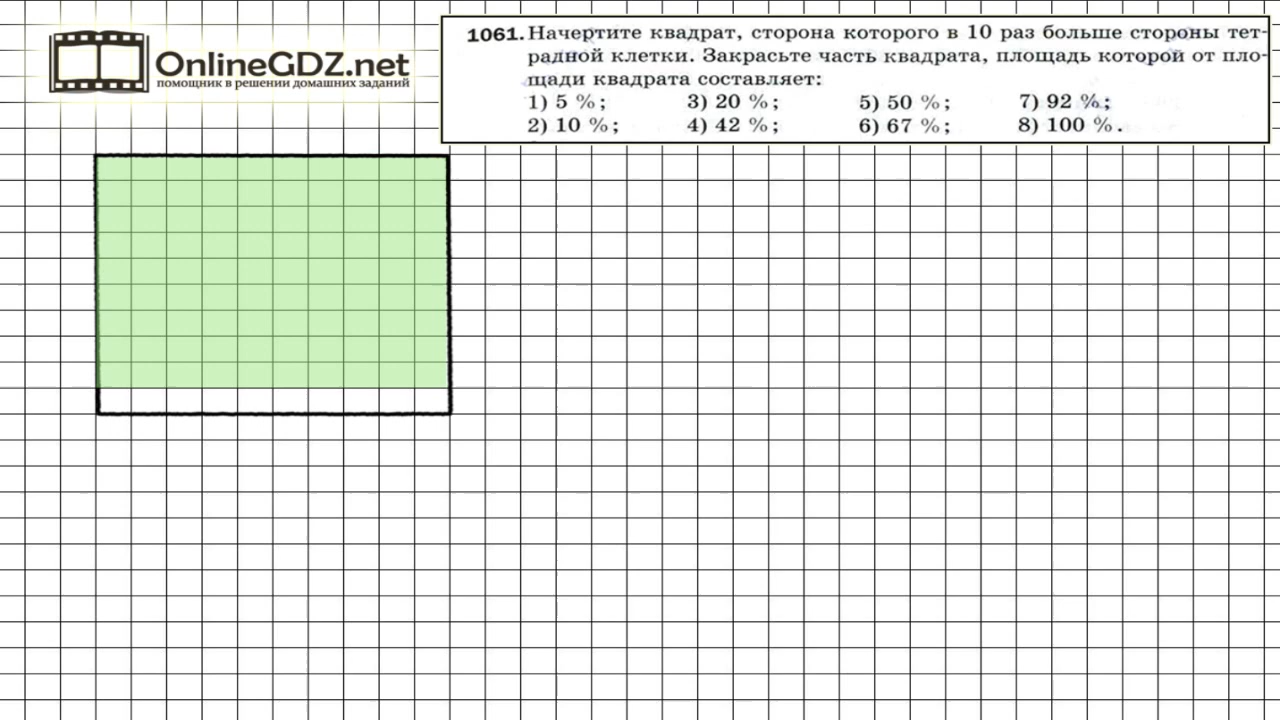 OnlineGDZ.net
помощник в решении домашних заданий
1061. Начертите квадрат, сторона которого в 10 раз больше стороны тет-
радной клетки. Закрасьте часть квадрата, площадь которой от пло-
щади квадрата составляет:
1) 5 %; 3) 20 %; 5) 50 %; 7) 92 %;
2) 10 %; 4) 42 %; 6) 67 %; 8) 100 %.